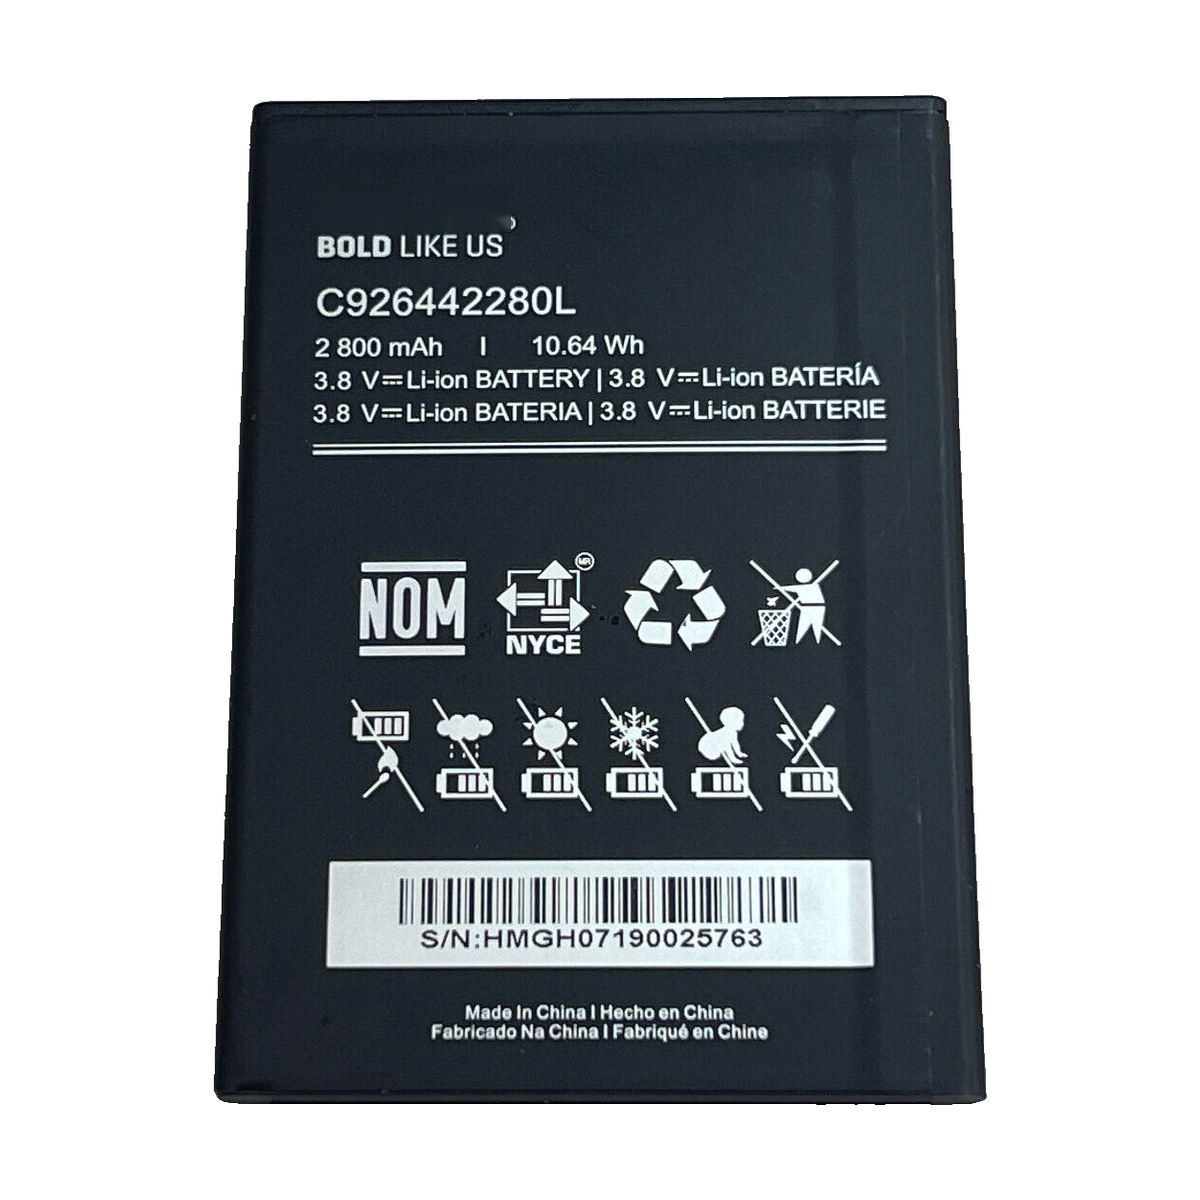 BOLD LIKE US
C926442280L
2 800 mAh I 10.64 Wh
3.8 V⎓Li-ion BATTERY | 3.8 V⎓Li-ion BATERÍA
3.8 V⎓Li-ion BATERIA | 3.8 V⎓Li-ion BATTERIE
NOM
MR
NYCE
S/N:HMGH07190025763
Made In China I Hecho en China
Fabricado Na China I Fabriqué en Chine